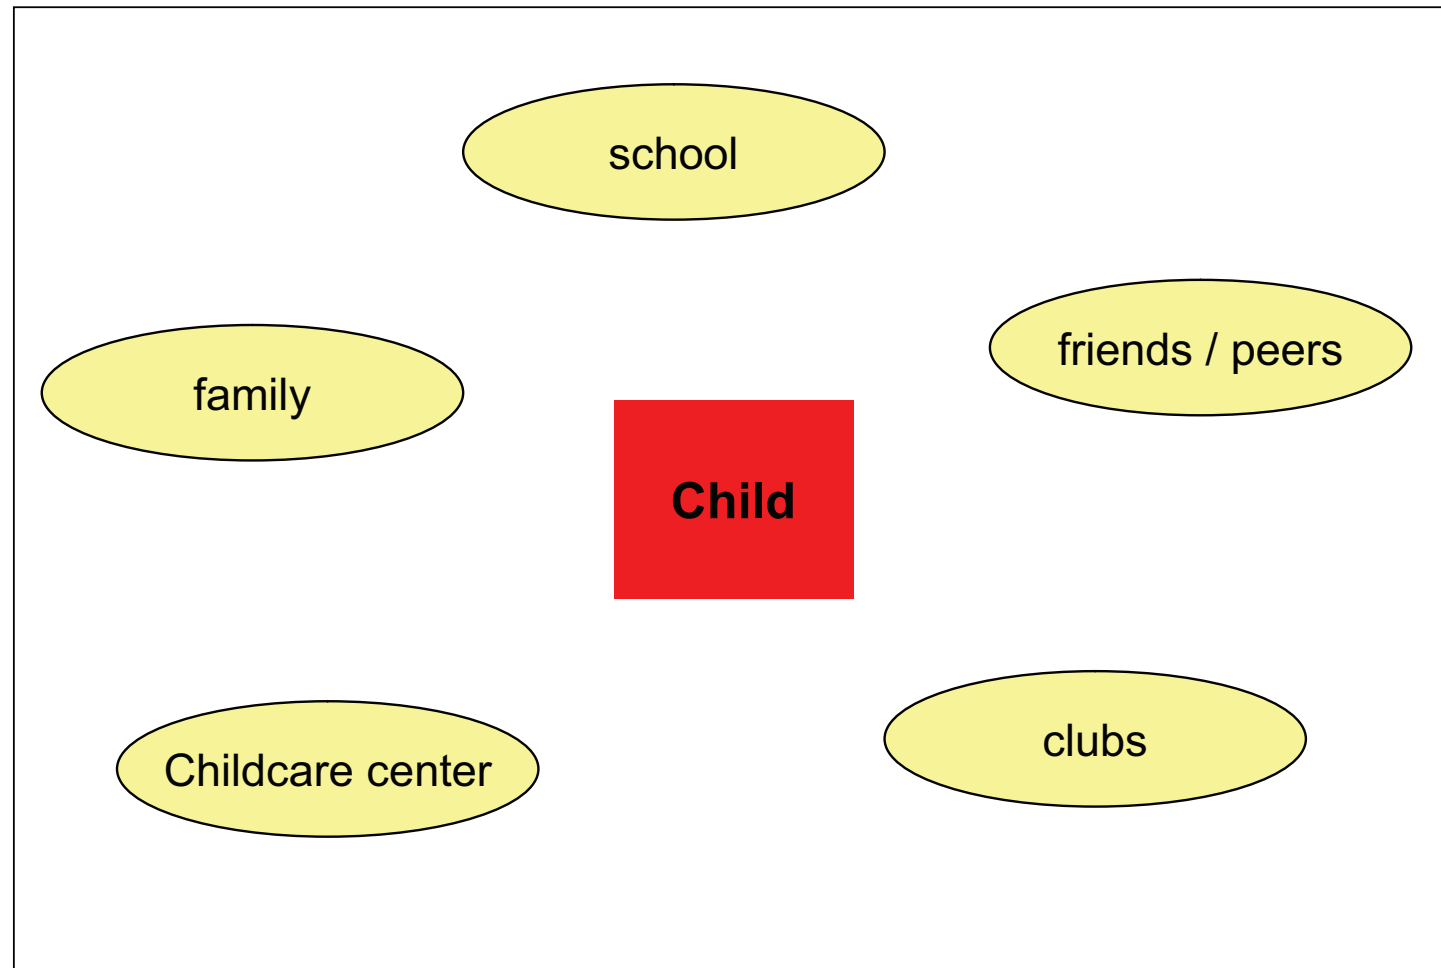 school
friends / peers
family
Child
clubs
Childcare center